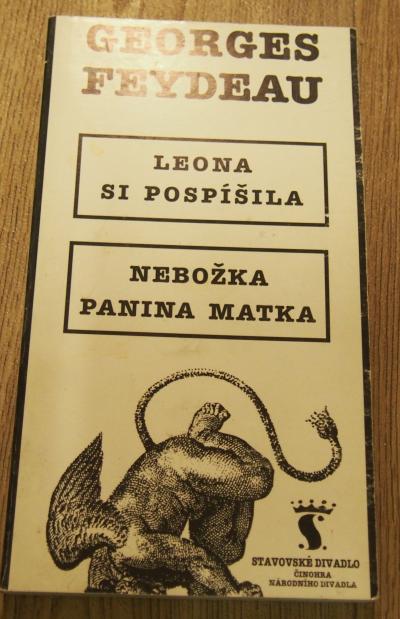 GEORGES
FEYDEAU
LEONA
SI POSPÍŠILA
NEBOŽKA
PANINA MATKA
S
STAVOVSKÉ DIVADLO
ČINOHRA
NÁRODNÍHO DIVADLA